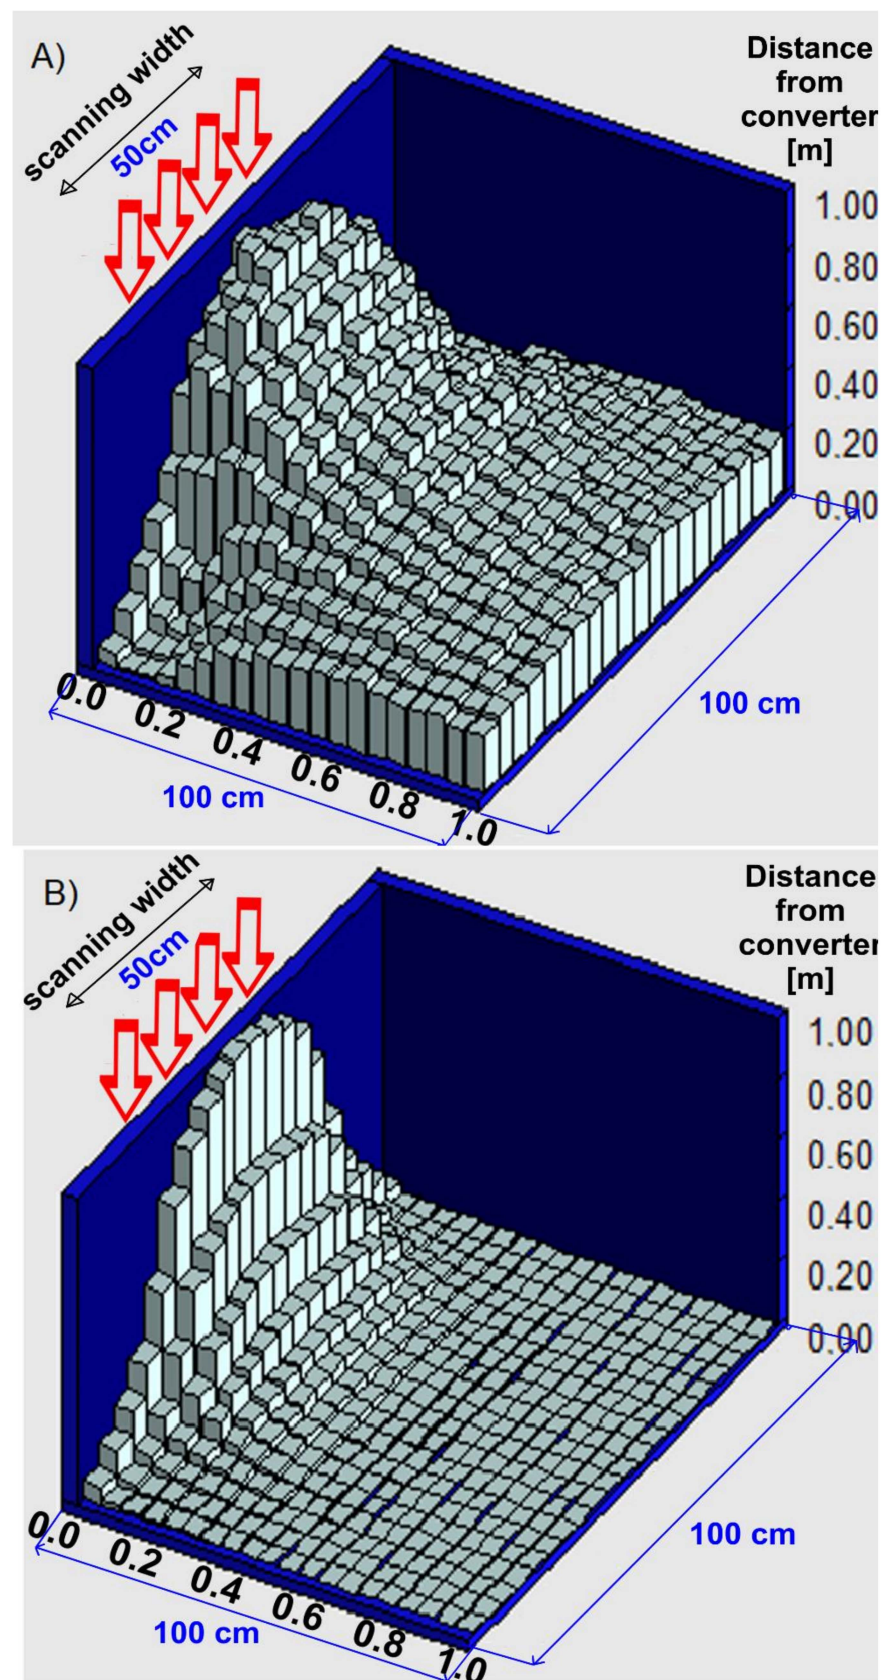 A)
scanning width
50cm
Distance
from
converter
[m]
1.00
0.80
0.60
0.40
0.20
0.00
0.0
0.2
0.4
0.6
0.8
1.0
100 cm
100 cm
B)
scanning width
50cm
Distance
from
converter
[m]
1.00
0.80
0.60
0.40
0.20
0.00
0.0
0.2
0.4
0.6
0.8
1.0
100 cm
100 cm